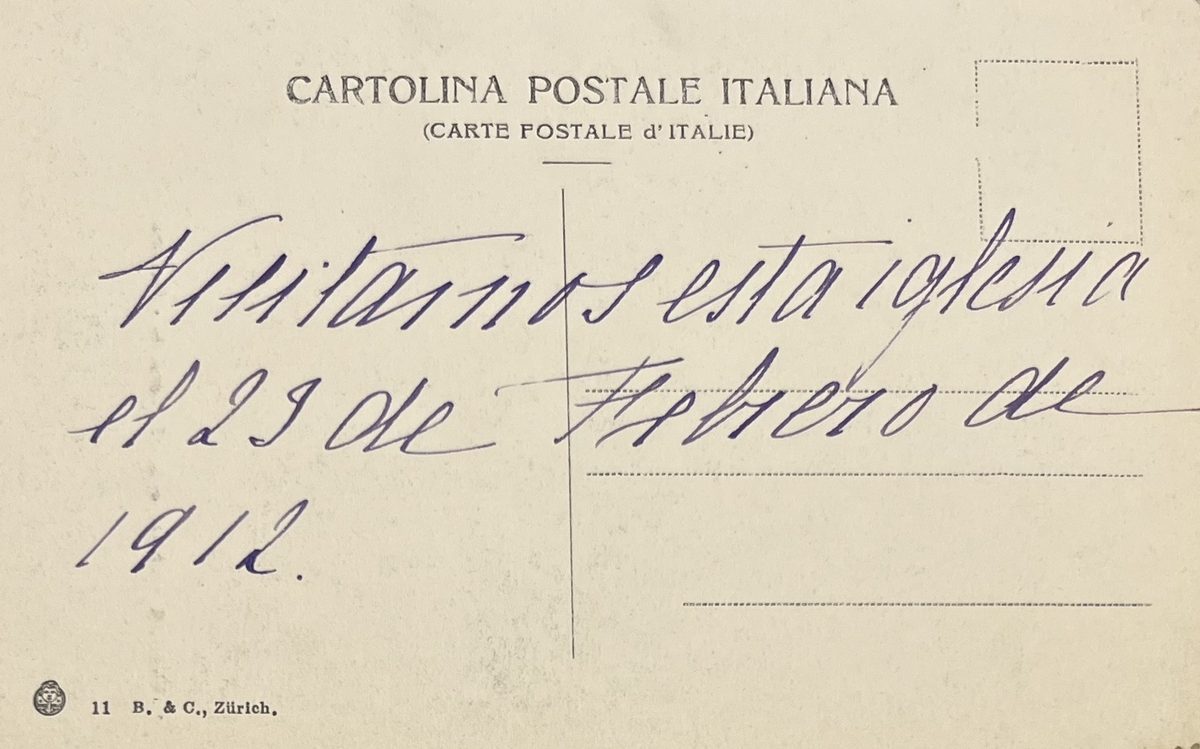 CARTOLINA POSTALE ITALIANA
(CARTE POSTALE d'ITALIE)
Visitamos esta iglesia
el 23 de Febrero de
1912.
11 B. & C., Zürich.